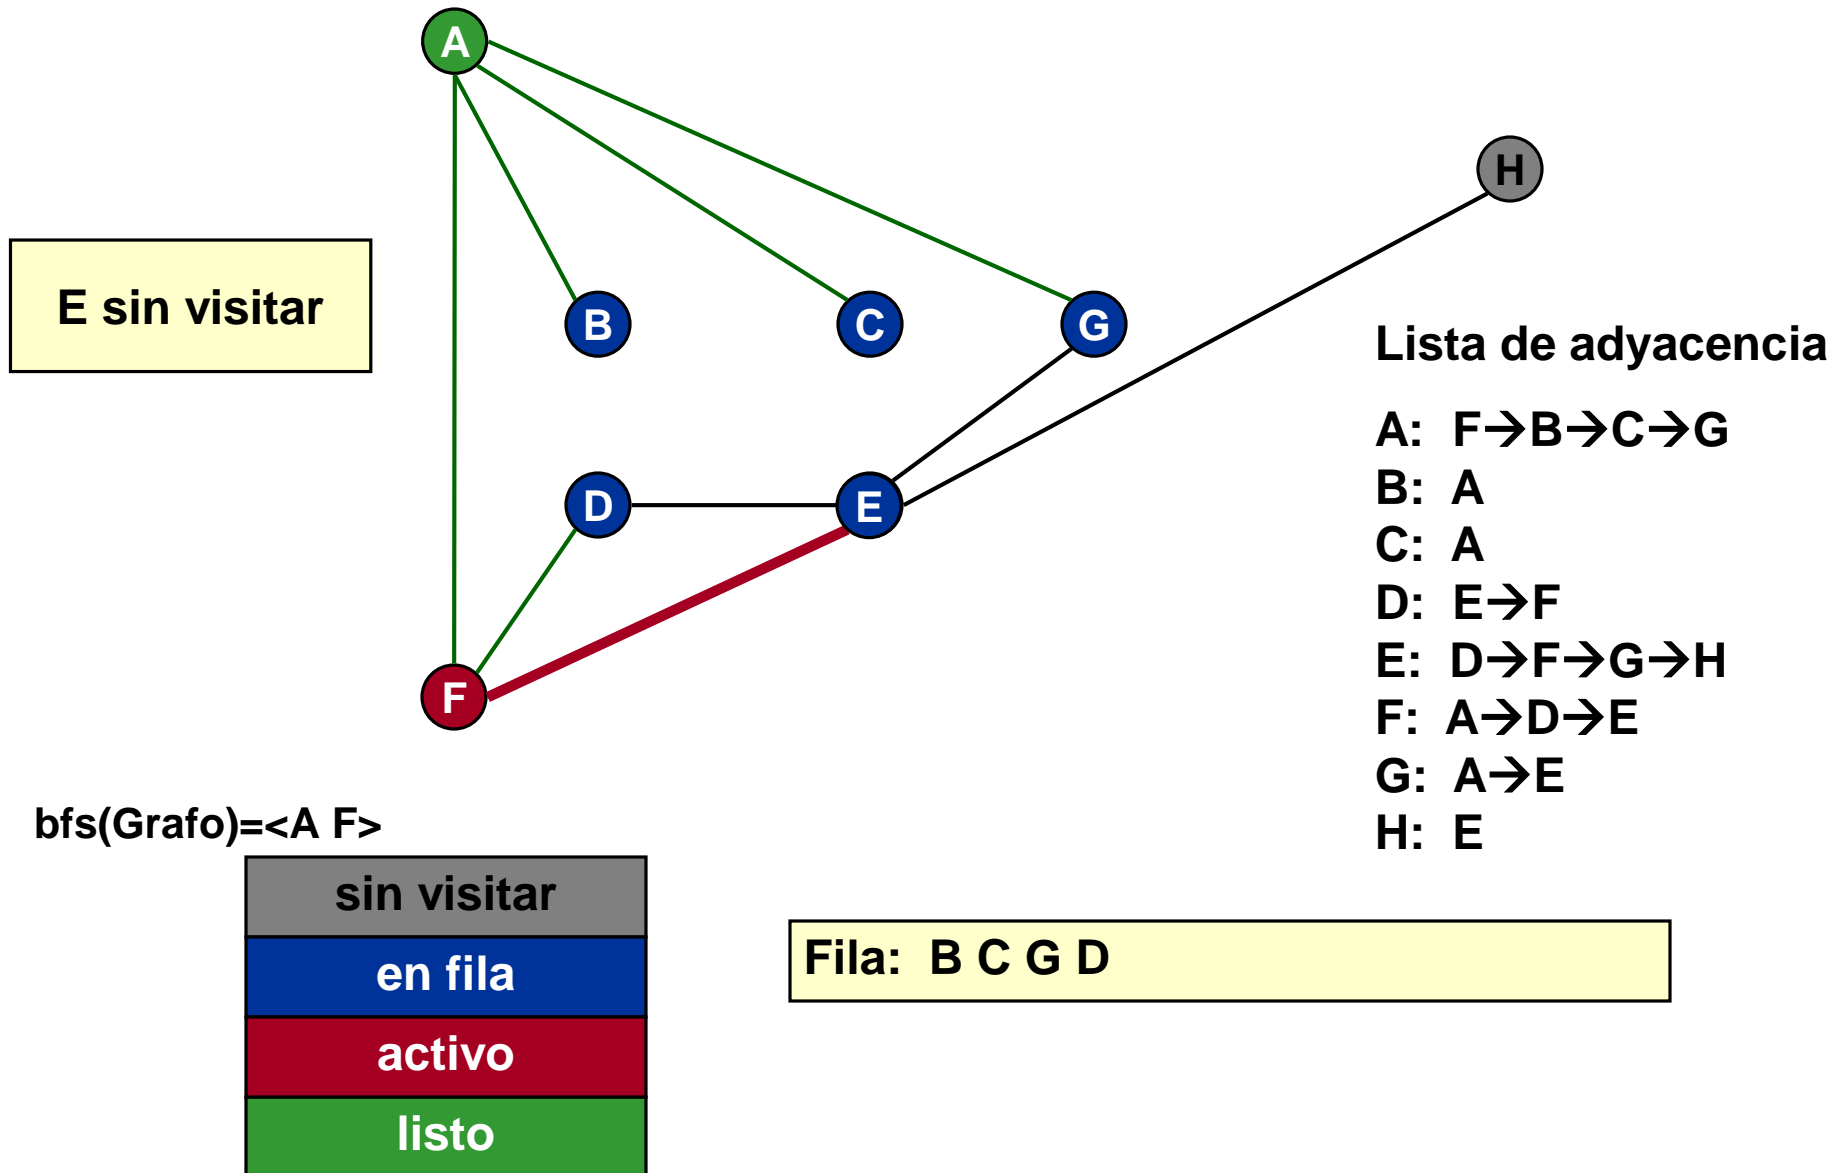 A
H
E sin visitar
B
C
G
Lista de adyacencia
A: F→B→C→G
B: A
C: A
D
E
D: E→F
E: D→F→G→H
F
F: A→D→E
G: A→E
H: E
bfs(Grafo)=<A F>
sin visitar
en fila
activo
listo
Fila: B C G D